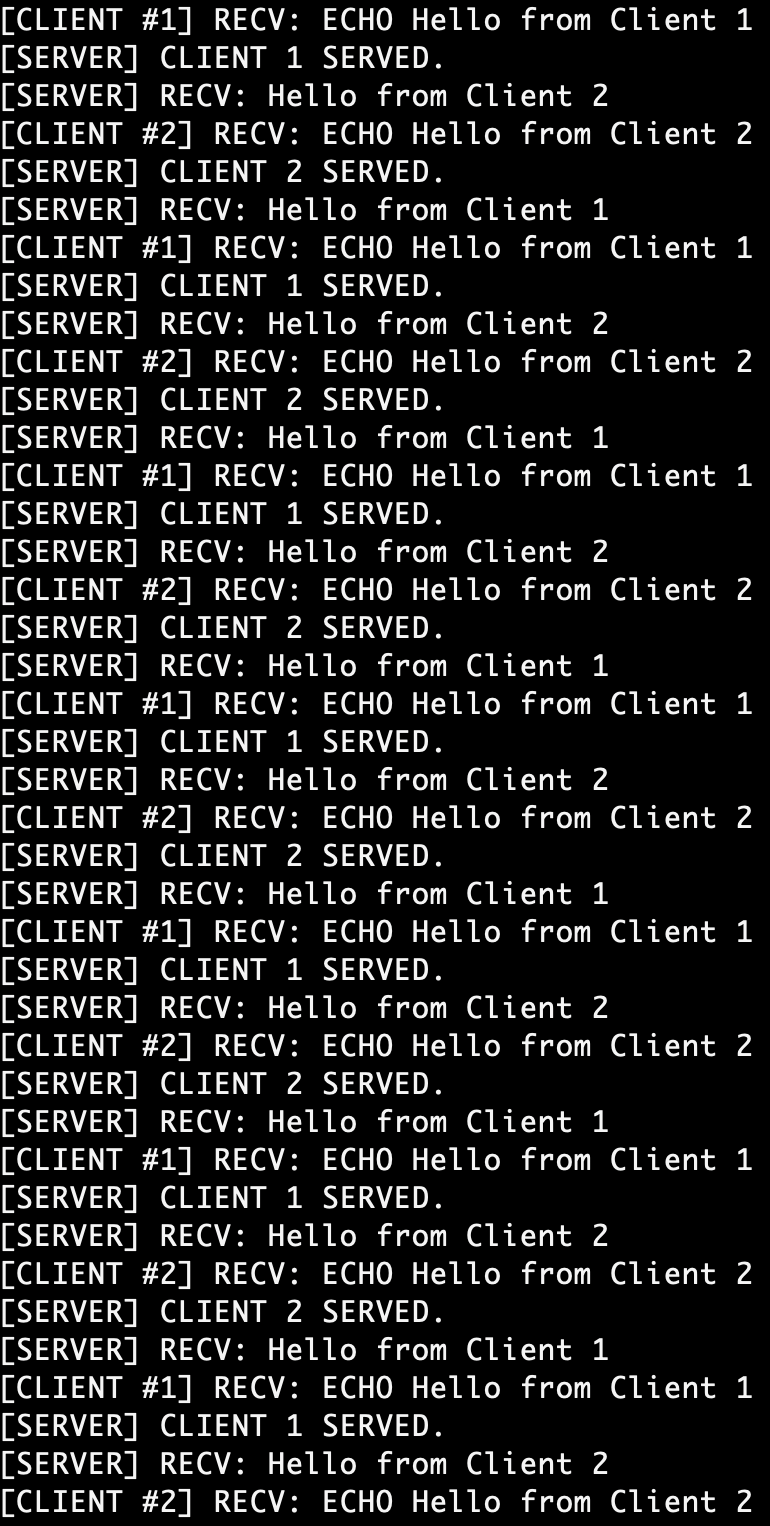 [CLIENT #1] RECV: ECHO Hello from Client 1
[SERVER] CLIENT 1 SERVED.
[SERVER] RECV: Hello from Client 2
[CLIENT #2] RECV: ECHO Hello from Client 2
[SERVER] CLIENT 2 SERVED.
[SERVER] RECV: Hello from Client 1
[CLIENT #1] RECV: ECHO Hello from Client 1
[SERVER] CLIENT 1 SERVED.
[SERVER] RECV: Hello from Client 2
[CLIENT #2] RECV: ECHO Hello from Client 2
[SERVER] CLIENT 2 SERVED.
[SERVER] RECV: Hello from Client 1
[CLIENT #1] RECV: ECHO Hello from Client 1
[SERVER] CLIENT 1 SERVED.
[SERVER] RECV: Hello from Client 2
[CLIENT #2] RECV: ECHO Hello from Client 2
[SERVER] CLIENT 2 SERVED.
[SERVER] RECV: Hello from Client 1
[CLIENT #1] RECV: ECHO Hello from Client 1
[SERVER] CLIENT 1 SERVED.
[SERVER] RECV: Hello from Client 2
[CLIENT #2] RECV: ECHO Hello from Client 2
[SERVER] CLIENT 2 SERVED.
[SERVER] RECV: Hello from Client 1
[CLIENT #1] RECV: ECHO Hello from Client 1
[SERVER] CLIENT 1 SERVED.
[SERVER] RECV: Hello from Client 2
[CLIENT #2] RECV: ECHO Hello from Client 2
[SERVER] CLIENT 2 SERVED.
[SERVER] RECV: Hello from Client 1
[CLIENT #1] RECV: ECHO Hello from Client 1
[SERVER] CLIENT 1 SERVED.
[SERVER] RECV: Hello from Client 2
[CLIENT #2] RECV: ECHO Hello from Client 2
[SERVER] CLIENT 2 SERVED.
[SERVER] RECV: Hello from Client 1
[CLIENT #1] RECV: ECHO Hello from Client 1
[SERVER] CLIENT 1 SERVED.
[SERVER] RECV: Hello from Client 2
[CLIENT #2] RECV: ECHO Hello from Client 2